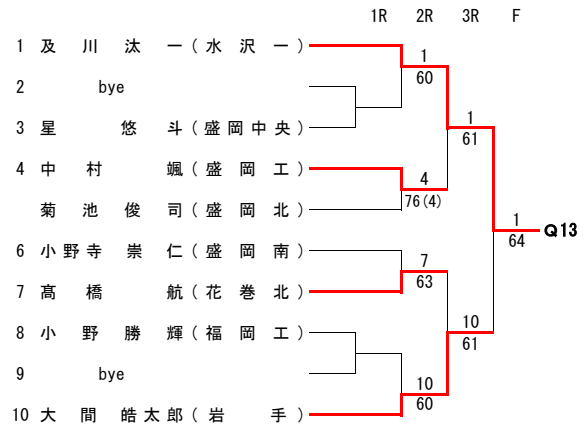 1R 2R 3R F
1 及川汰一(水沢一)
1
2 bye
60
3 星悠斗(盛岡中央)
1
61
4 中村颯(盛岡工)
4
菊池俊司(盛岡北)
76(4)
1
64
Q13
6 小野寺崇仁(盛岡南)
7
7 髙橋航(花巻北)
63
8 小野勝輝(福岡工)
10
61
9 bye
10
60
10 大間皓太郎(岩手)